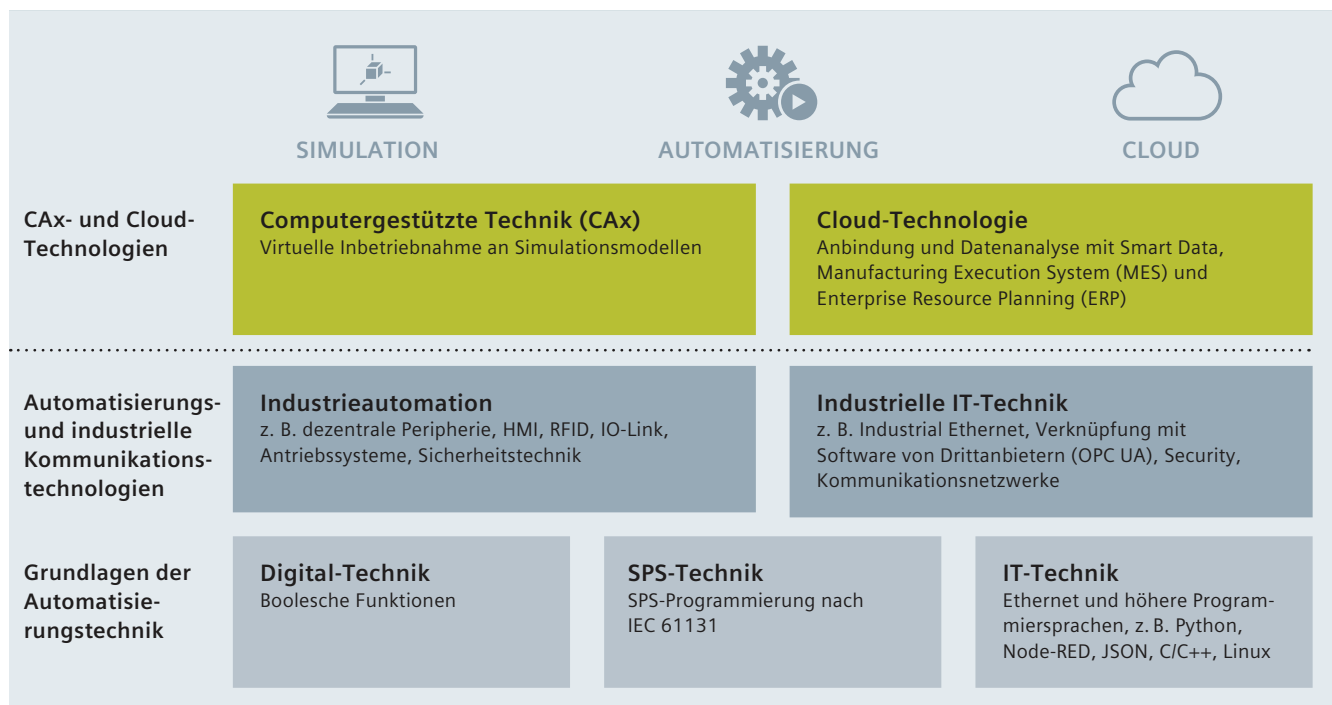 SIMULATION
AUTOMATISIERUNG
CLOUD
CAx- und Cloud-
Technologien
Computergestützte Technik (CAx)
Virtuelle Inbetriebnahme an Simulationsmodellen
Cloud-Technologie
Anbindung und Datenanalyse mit Smart Data,
Manufacturing Execution System (MES) und
Enterprise Resource Planning (ERP)
Automatisierungs-
und industrielle
Kommunikations-
technologien
Industrieautomation
z. B. dezentrale Peripherie, HMI, RFID, IO-Link,
Antriebssysteme, Sicherheitstechnik
Industrielle IT-Technik
z. B. Industrial Ethernet, Verknüpfung mit
Software von Drittanbietern (OPC UA), Security,
Kommunikationsnetzwerke
Grundlagen der
Automatisie-
rungstechnik
Digital-Technik
Boolesche Funktionen
SPS-Technik
SPS-Programmierung nach
IEC 61131
IT-Technik
Ethernet und höhere Program-
miersprachen, z. B. Python,
Node-RED, JSON, C/C++, Linux